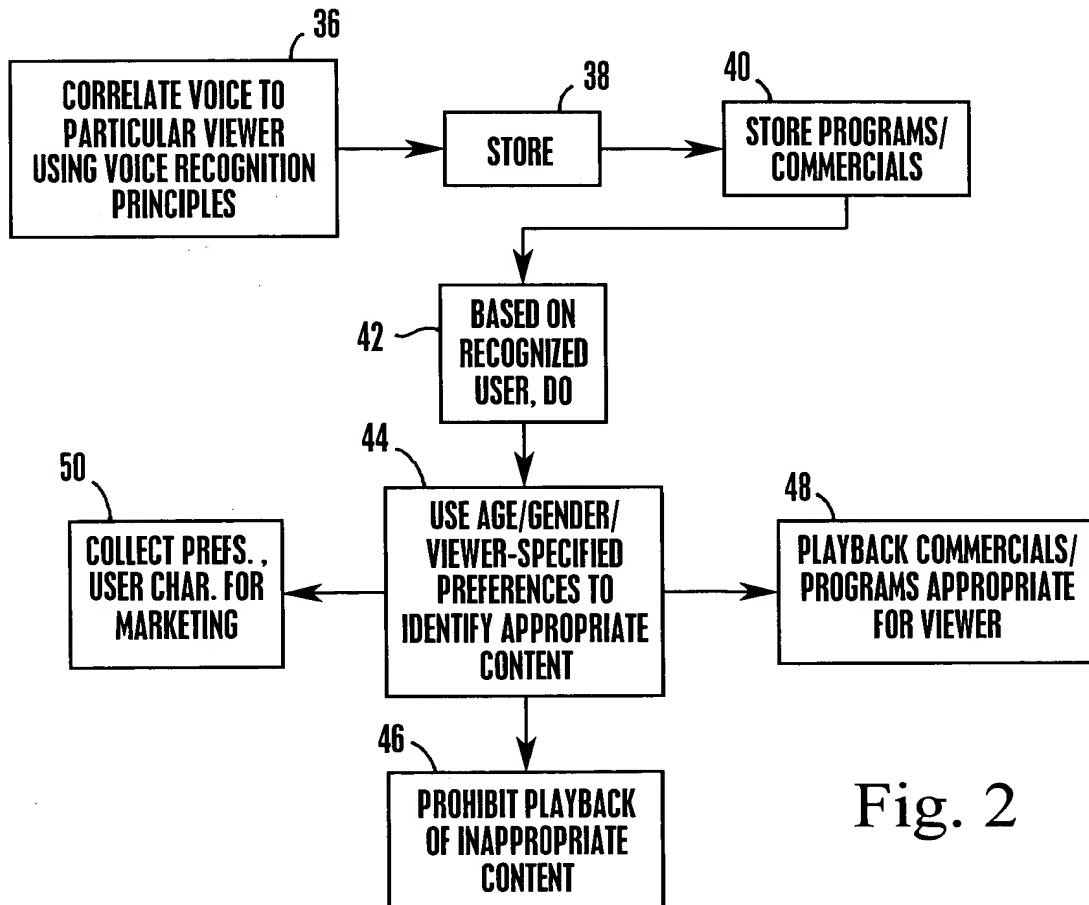 36
CORRELATE VOICE TO
PARTICULAR VIEWER
USING VOICE RECOGNITION
PRINCIPLES
38
STORE
40
STORE PROGRAMS/
COMMERCIALS
42
BASED ON
RECOGNIZED
USER, DO
44
USE AGE/GENDER/
VIEWER-SPECIFIED
PREFERENCES TO
IDENTIFY APPROPRIATE
CONTENT
50
COLLECT PREFS. ,
USER CHAR. FOR
MARKETING
48
PLAYBACK COMMERCIALS/
PROGRAMS APPROPRIATE
FOR VIEWER
46
PROHIBIT PLAYBACK
OF INAPPROPRIATE
CONTENT
Fig. 2